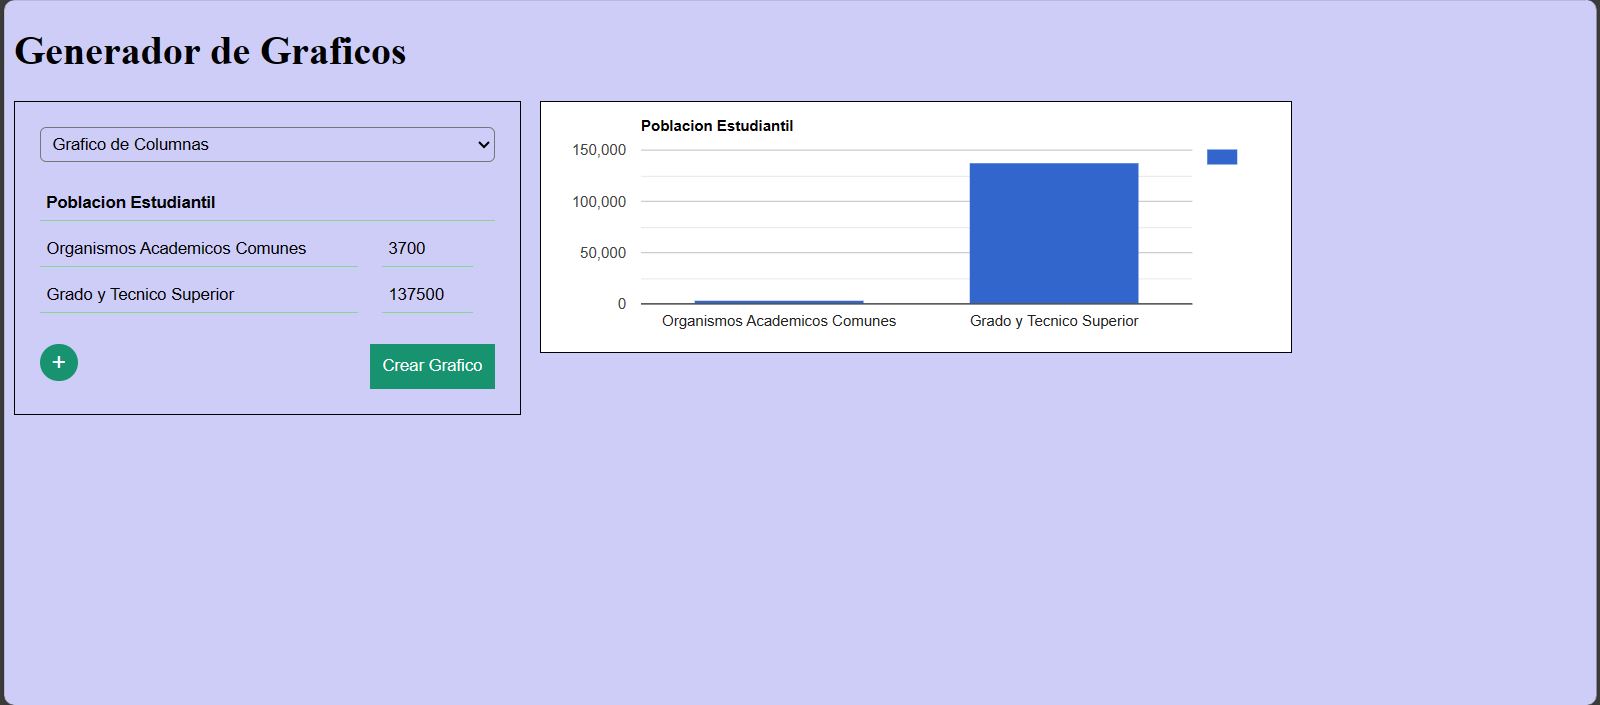 Generador de Graficos
Grafico de Columnas
Poblacion Estudiantil
Organismos Academicos Comunes 3700
Grado y Tecnico Superior 137500
+
Crear Grafico
Poblacion Estudiantil
150,000
100,000
50,000
0
Organismos Academicos Comunes Grado y Tecnico Superior